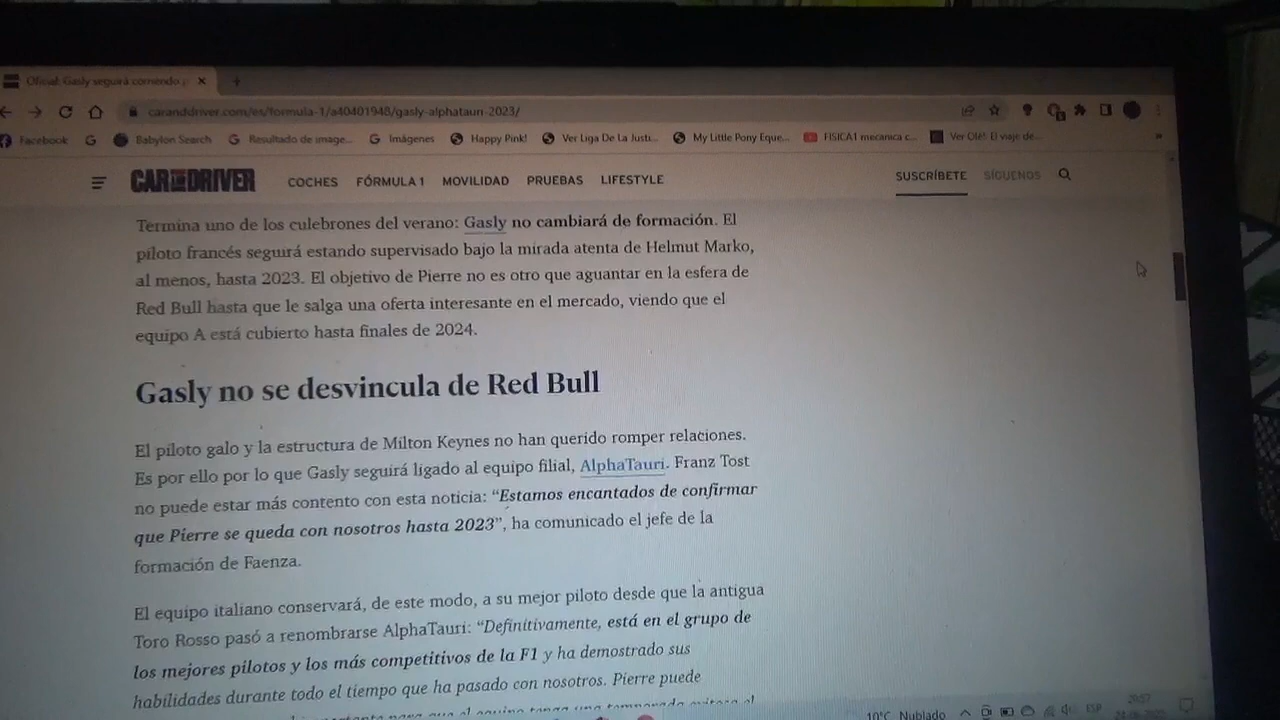 Oficial: Gasly seguirá corriendo
caranddriver.com/es/formula-1/a40401948/gasly-alphatauri-2023/
Facebook Babylon Search Resultado de image... Imágenes Happy Pink! Ver Liga De La Justi... My Little Pony Eque... FISICA1 mecanica c... Ver Olé! El viaje de... »
CAR AND DRIVER COCHES FÓRMULA 1 MOVILIDAD PRUEBAS LIFESTYLE SUSCRÍBETE SÍGUENOS
Termina uno de los culebrones del verano: Gasly no cambiará de formación. El
piloto francés seguirá estando supervisado bajo la mirada atenta de Helmut Marko,
al menos, hasta 2023. El objetivo de Pierre no es otro que aguantar en la esfera de
Red Bull hasta que le salga una oferta interesante en el mercado, viendo que el
equipo A está cubierto hasta finales de 2024.
Gasly no se desvincula de Red Bull
El piloto galo y la estructura de Milton Keynes no han querido romper relaciones.
Es por ello por lo que Gasly seguirá ligado al equipo filial, AlphaTauri. Franz Tost
no puede estar más contento con esta noticia: “Estamos encantados de confirmar
que Pierre se queda con nosotros hasta 2023”, ha comunicado el jefe de la
formación de Faenza.
El equipo italiano conservará, de este modo, a su mejor piloto desde que la antigua
Toro Rosso pasó a renombrarse AlphaTauri: “Definitivamente, está en el grupo de
los mejores pilotos y los más competitivos de la F1 y ha demostrado sus
habilidades durante todo el tiempo que ha pasado con nosotros. Pierre puede
10°C Nublado ESP 20:57